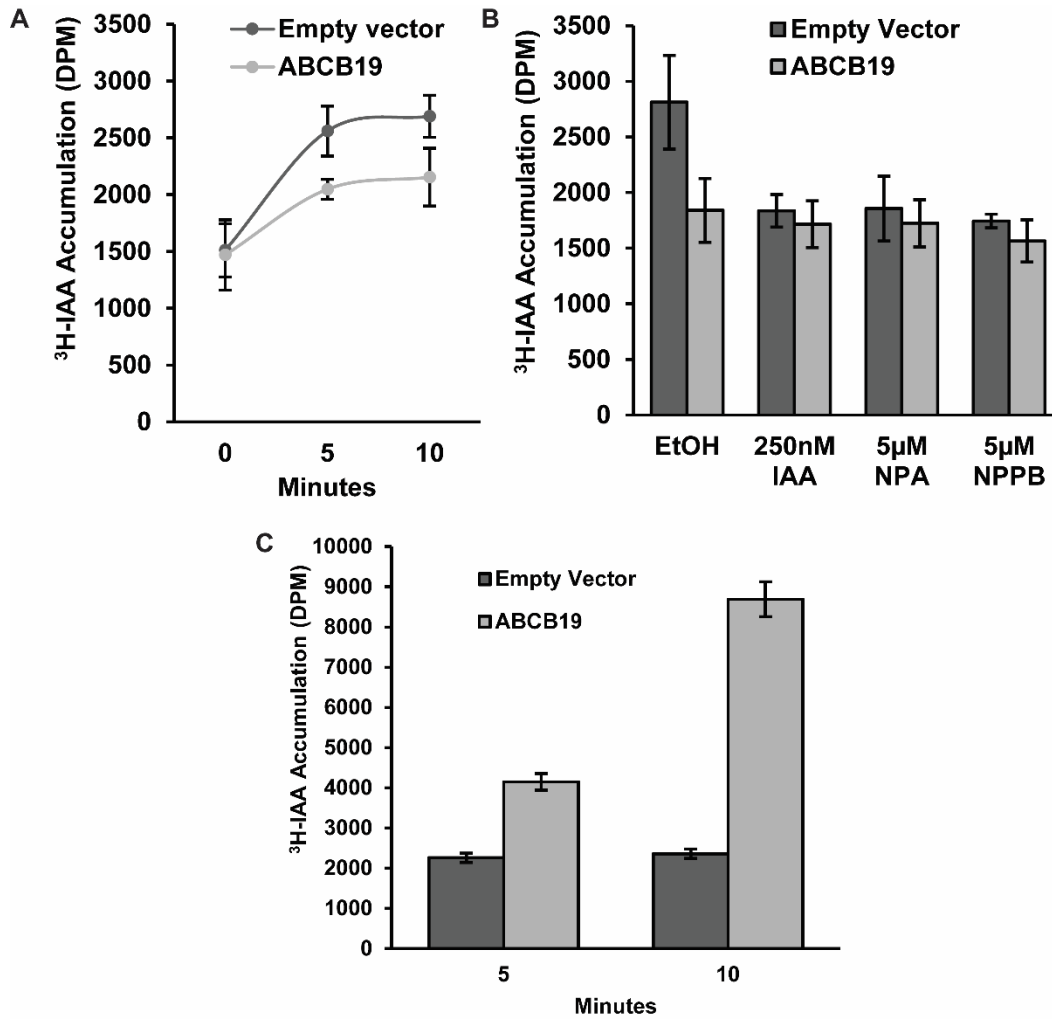 A
Empty vector
ABCB19
³H-IAA Accumulation (DPM)
3500
3000
2500
2000
1500
1000
500
0
0 5 10
Minutes
B
Empty Vector
ABCB19
³H-IAA Accumulation (DPM)
3500
3000
2500
2000
1500
1000
500
0
EtOH 250nM 5µM 5µM
IAA NPA NPPB
C
Empty Vector
ABCB19
³H-IAA Accumulation (DPM)
10000
9000
8000
7000
6000
5000
4000
3000
2000
1000
0
5 10
Minutes